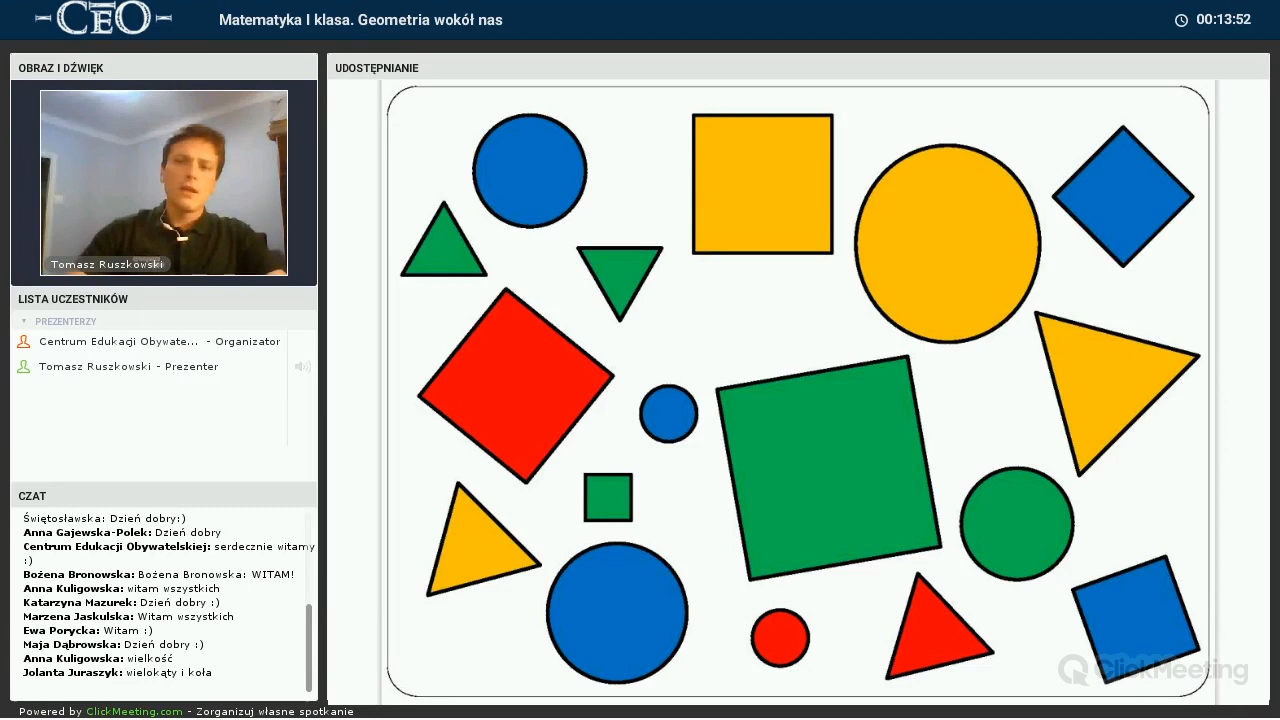 CEO
Matematyka I klasa. Geometria wokół nas
00:13:52
OBRAZ I DŹWIĘK
Tomasz Ruszkowski
LISTA UCZESTNIKÓW
PREZENTERZY
Centrum Edukacji Obywate... - Organizator
Tomasz Ruszkowski - Prezenter
CZAT
Świętosławska: Dzień dobry:)
Anna Gajewska-Polek: Dzień dobry
Centrum Edukacji Obywatelskiej: serdecznie witamy
:)
Bożena Bronowska: Bożena Bronowska: WITAM!
Anna Kuligowska: witam wszystkich
Katarzyna Mazurek: Dzień dobry :)
Marzena Jaskulska: Witam wszystkich
Ewa Porycka: Witam :)
Maja Dąbrowska: Dzień dobry :)
Anna Kuligowska: wielkość
Jolanta Juraszyk: wielokąty i koła
UDOSTĘPNIANIE
ClickMeeting
Powered by ClickMeeting.com - Zorganizuj własne spotkanie